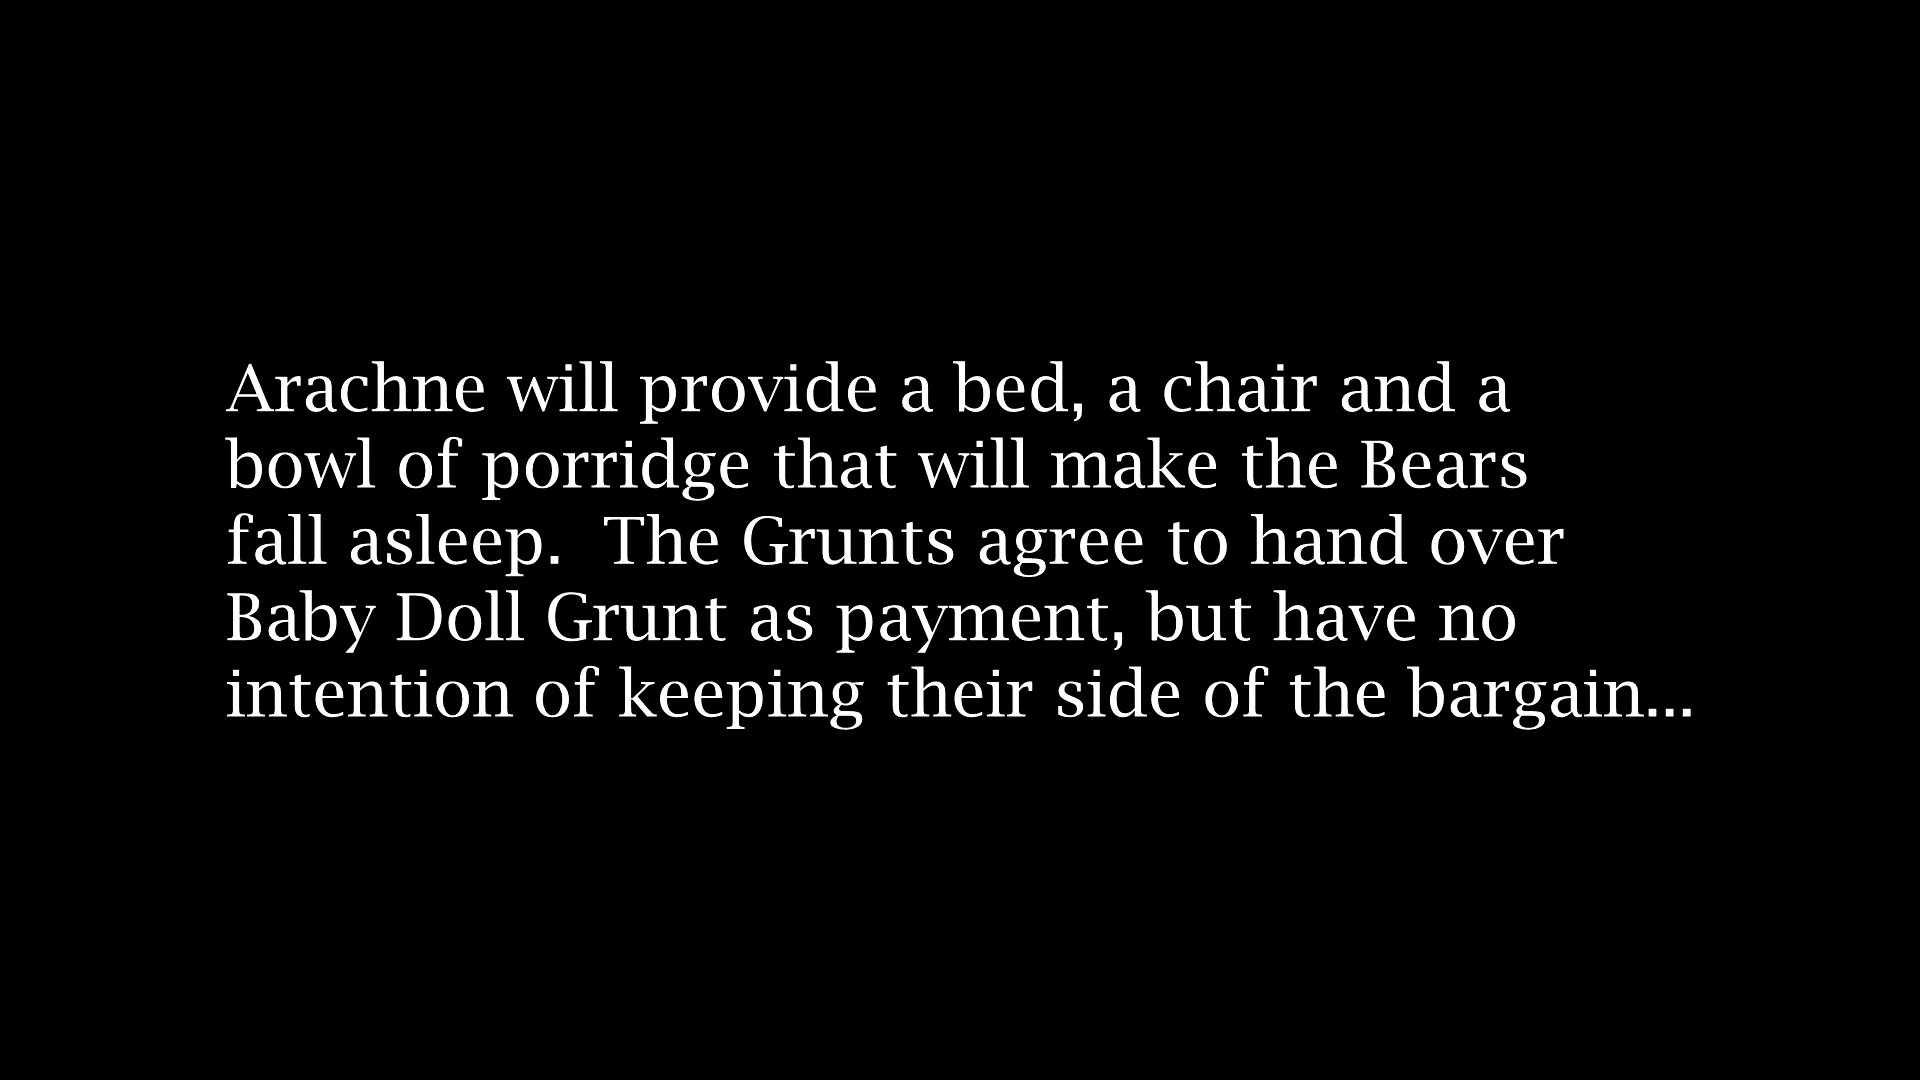 Arachne will provide a bed, a chair and a
bowl of porridge that will make the Bears
fall asleep.  The Grunts agree to hand over
Baby Doll Grunt as payment, but have no
intention of keeping their side of the bargain...